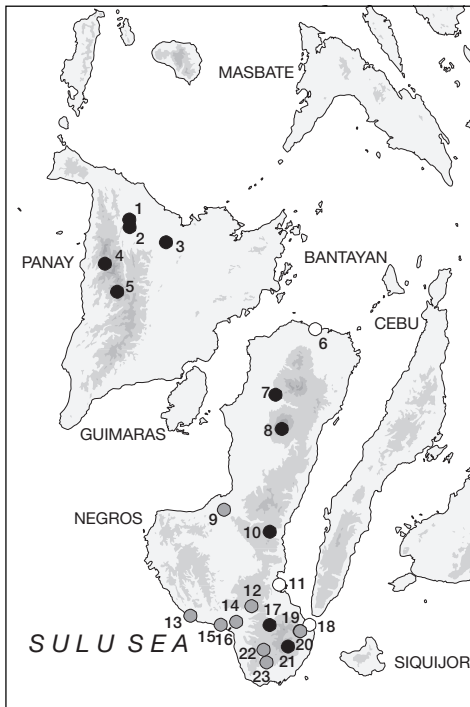 MASBATE
1
2
3
4
PANAY
BANTAYAN
5
CEBU
6
7
8
GUIMARAS
NEGROS
9
10
11
12
13
14
17
19
18
15
16
SULU SEA
20
22
21
SIQUIJOR
23